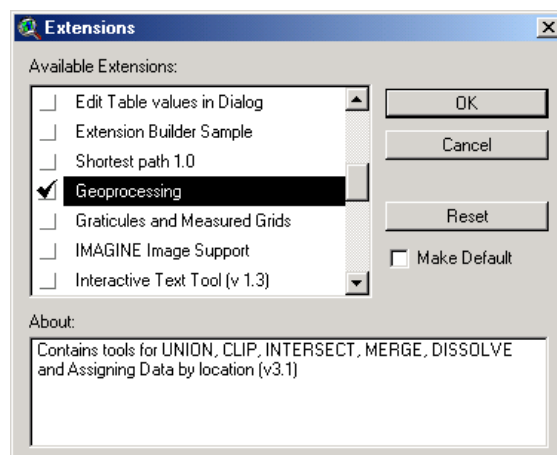 Extensions
Available Extensions:
Edit Table values in Dialog
Extension Builder Sample
Shortest path 1.0
Geoprocessing
Graticules and Measured Grids
IMAGINE Image Support
Interactive Text Tool (v 1.3)
OK
Cancel
Reset
Make Default
About:
Contains tools for UNION, CLIP, INTERSECT, MERGE, DISSOLVE
and Assigning Data by location (v3.1)